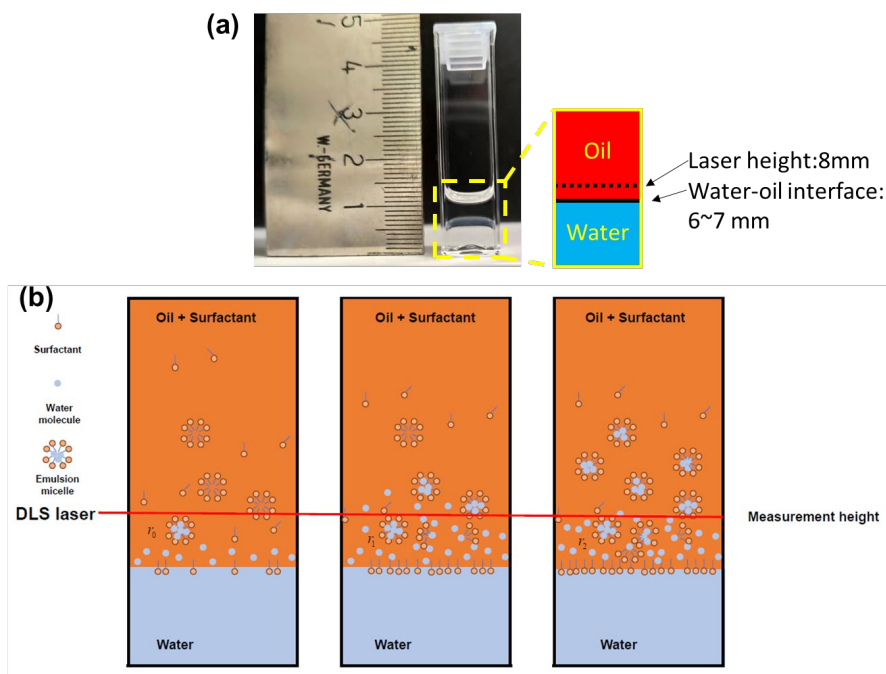 (a)
5
4
3
2
1
W.-GERMANY
Oil
Water
Laser height:8mm
Water-oil interface:
6~7 mm
(b)
Surfactant
Water
molecule
Emulsion
micelle
DLS laser
Oil + Surfactant
r₀
Water
Oil + Surfactant
r₁
Water
Oil + Surfactant
r₂
Water
Measurement height